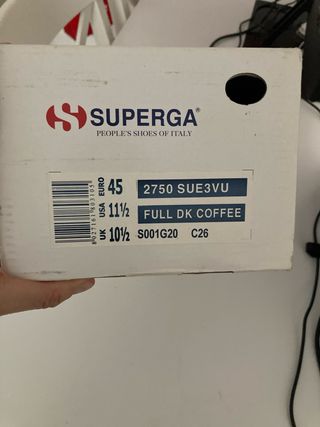 SUPERGA®
PEOPLE'S SHOES OF ITALY
EURO 45
USA 11½
UK 10½
2750 SUE3VU
FULL DK COFFEE
S001G20 C26